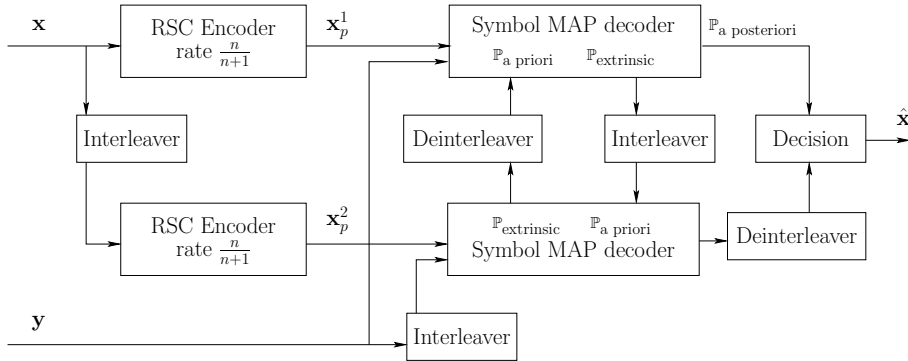 x
RSC Encoder
rate n/(n+1)
x_p^1
Symbol MAP decoder
ℙ_a priori ℙ_extrinsic
ℙ_a posteriori
Interleaver
Deinterleaver
Interleaver
Decision
x̂
RSC Encoder
rate n/(n+1)
x_p^2
ℙ_extrinsic ℙ_a priori
Symbol MAP decoder
Deinterleaver
y
Interleaver